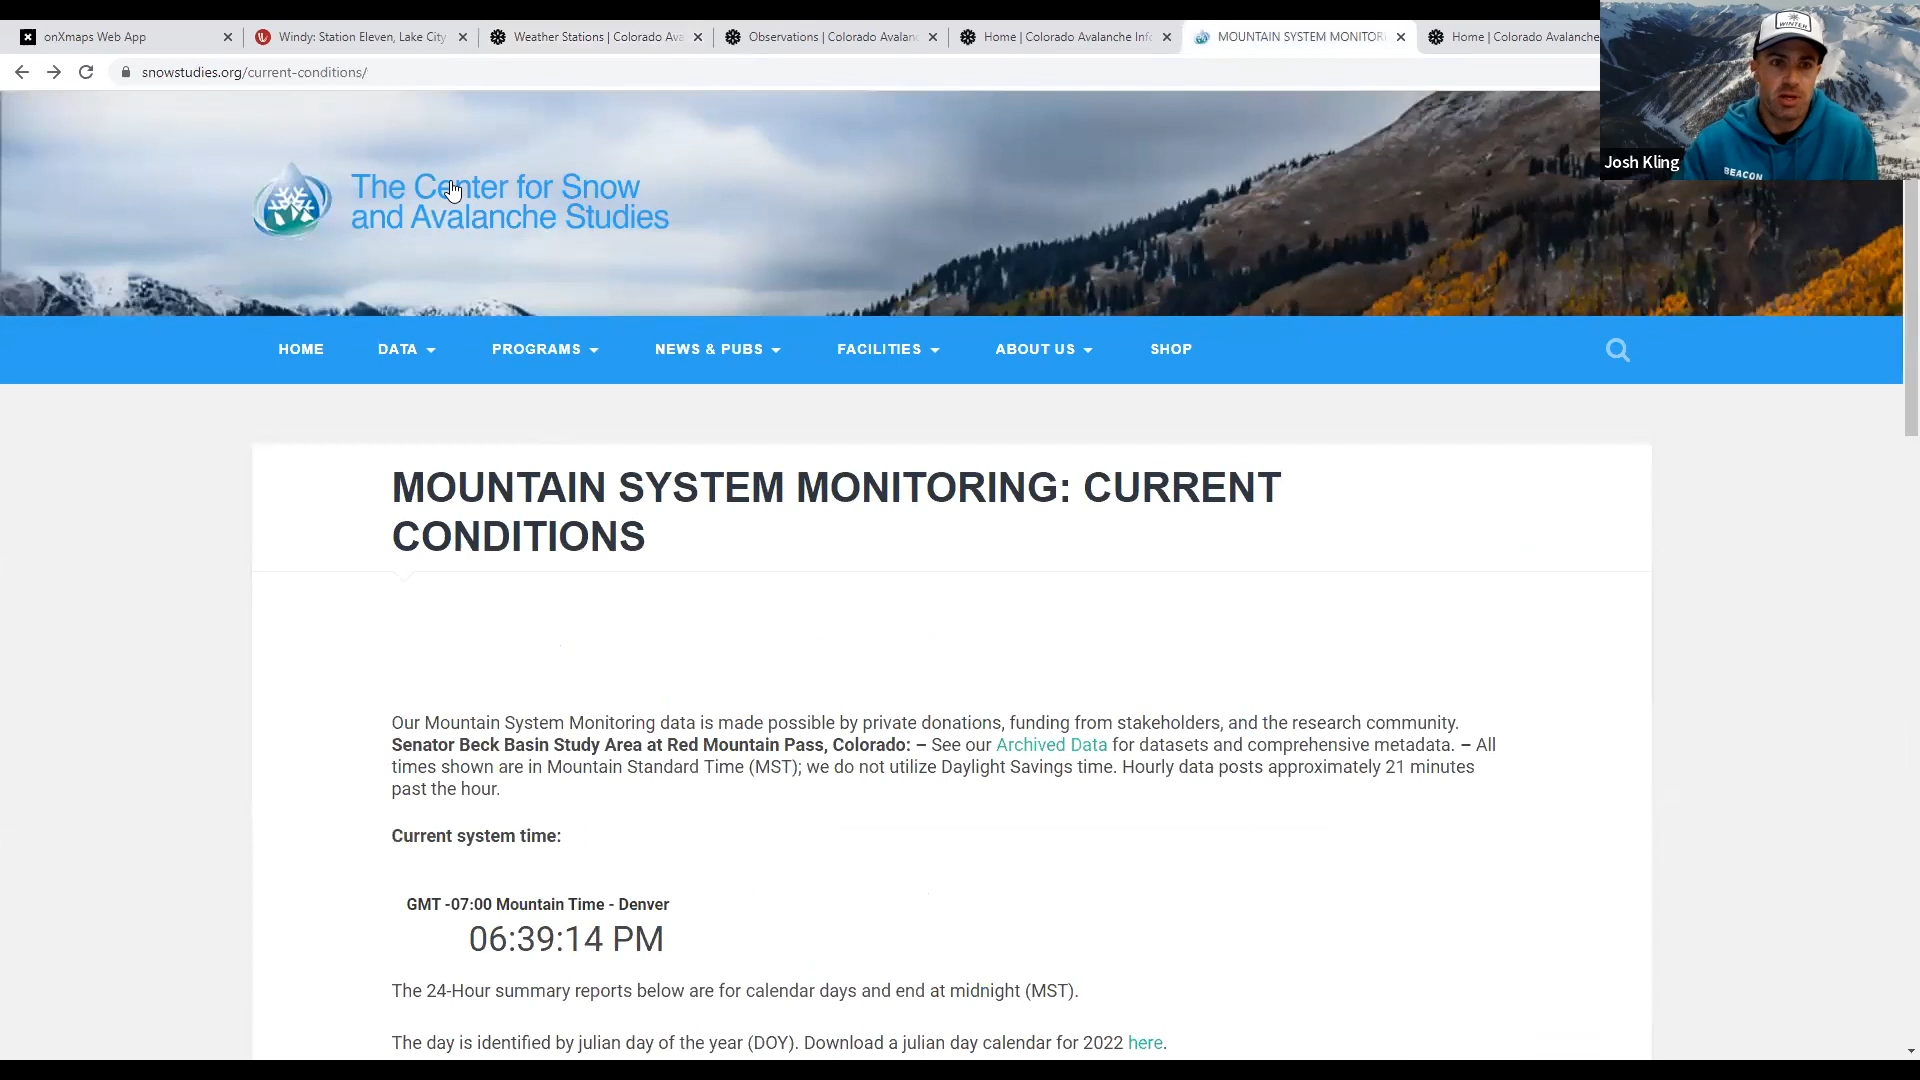 onXmaps Web App
Windy: Station Eleven, Lake City
Weather Stations | Colorado Ava
Observations | Colorado Avalanc
Home | Colorado Avalanche Info
MOUNTAIN SYSTEM MONITOR
Home | Colorado Avalanche
snowstudies.org/current-conditions/
WINTER
BEACON
Josh Kling
The Center for Snow
and Avalanche Studies
HOME
DATA
PROGRAMS
NEWS & PUBS
FACILITIES
ABOUT US
SHOP
MOUNTAIN SYSTEM MONITORING: CURRENT
CONDITIONS
Our Mountain System Monitoring data is made possible by private donations, funding from stakeholders, and the research community.
Senator Beck Basin Study Area at Red Mountain Pass, Colorado: – See our Archived Data for datasets and comprehensive metadata. – All
times shown are in Mountain Standard Time (MST); we do not utilize Daylight Savings time. Hourly data posts approximately 21 minutes
past the hour.
Current system time:
GMT -07:00 Mountain Time - Denver
06:39:14 PM
The 24-Hour summary reports below are for calendar days and end at midnight (MST).
The day is identified by julian day of the year (DOY). Download a julian day calendar for 2022 here.